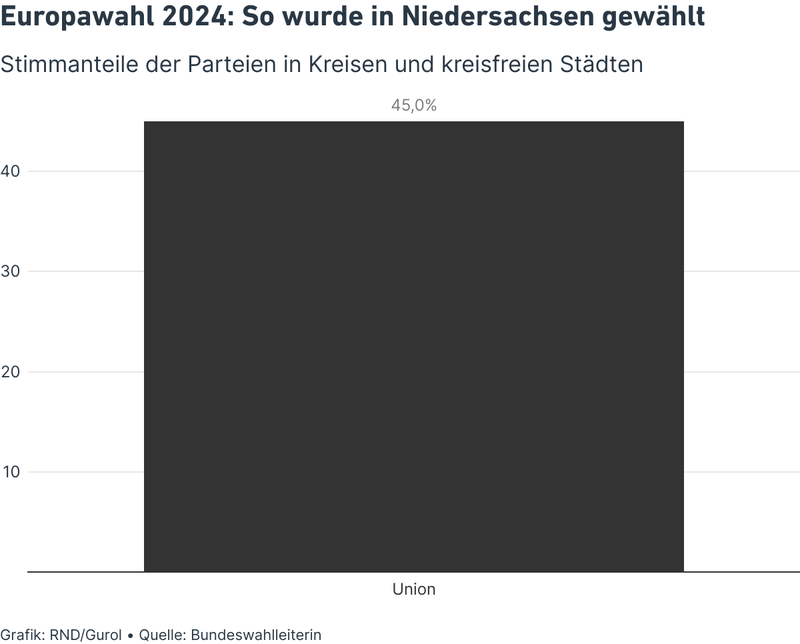 Europawahl 2024: So wurde in Niedersachsen gewählt
Stimmanteile der Parteien in Kreisen und kreisfreien Städten
45,0%
40
30
20
10
Union
Grafik: RND/Gurol • Quelle: Bundeswahlleiterin